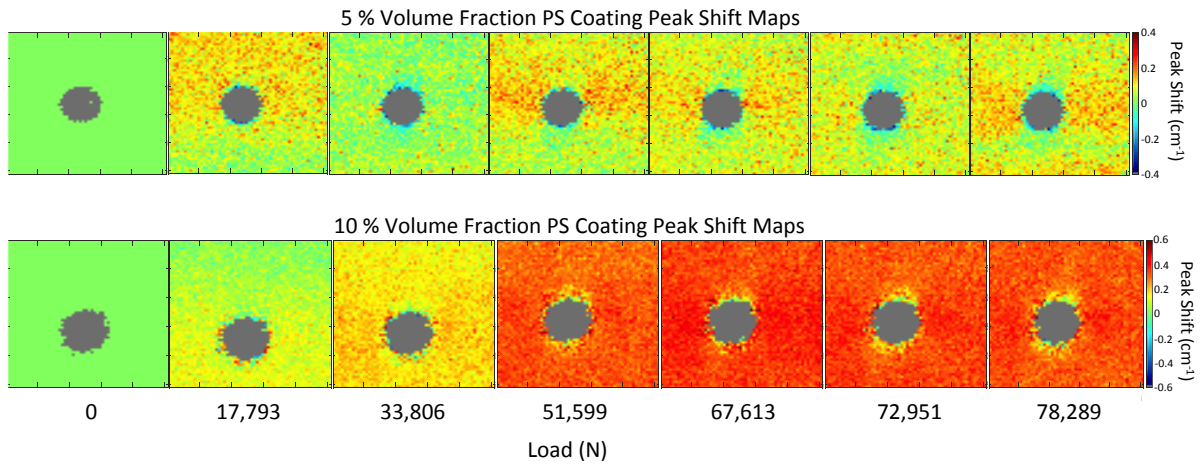 5 % Volume Fraction PS Coating Peak Shift Maps
0.4
0.2
0
-0.2
-0.4
Peak Shift (cm⁻¹)
10 % Volume Fraction PS Coating Peak Shift Maps
0.6
0.4
0.2
0
-0.2
-0.4
-0.6
Peak Shift (cm⁻¹)
0 17,793 33,806 51,599 67,613 72,951 78,289
Load (N)